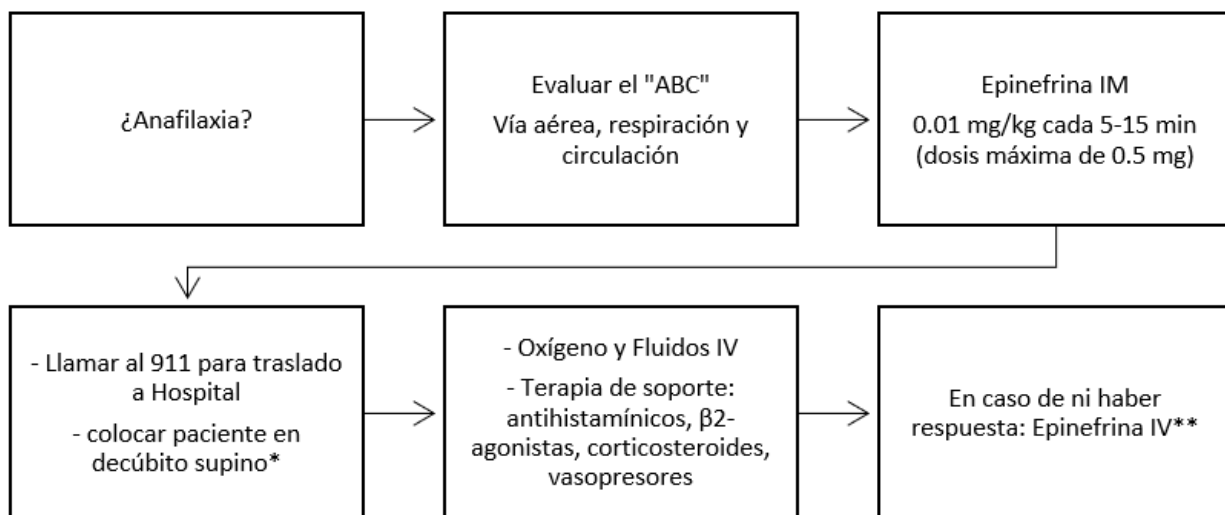 ¿Anafilaxia?
Evaluar el "ABC"
Vía aérea, respiración y
circulación
Epinefrina IM
0.01 mg/kg cada 5-15 min
(dosis máxima de 0.5 mg)
- Llamar al 911 para traslado
a Hospital
- colocar paciente en
decúbito supino*
- Oxígeno y Fluidos IV
- Terapia de soporte:
antihistamínicos, β2-
agonistas, corticosteroides,
vasopresores
En caso de ni haber
respuesta: Epinefrina IV**